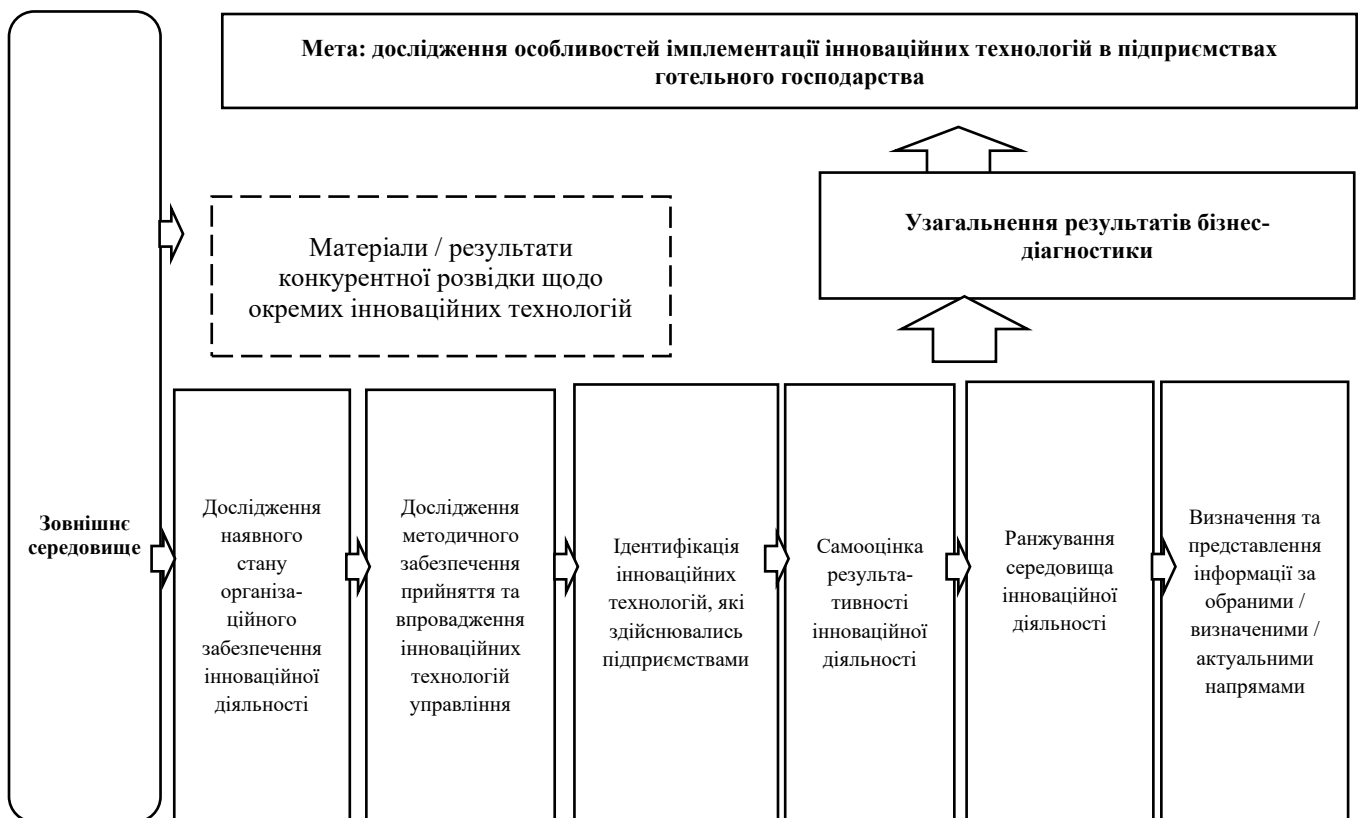 Мета: дослідження особливостей імплементації інноваційних технологій в підприємствах
готельного господарства
Узагальнення результатів бізнес-
діагностики
Матеріали / результати
конкурентної розвідки щодо
окремих інноваційних технологій
Зовнішнє
середовище
Дослідження
наявного
стану
організа-
ційного
забезпечення
інноваційної
діяльності
Дослідження
методичного
забезпечення
прийняття та
впровадження
інноваційних
технологій
управління
Ідентифікація
інноваційних
технологій, які
здійснювались
підприємствами
Самооцінка
результа-
тивності
інноваційної
діяльності
Ранжування
середовища
інноваційної
діяльності
Визначення та
представлення
інформації за
обраними /
визначеними /
актуальними
напрямами